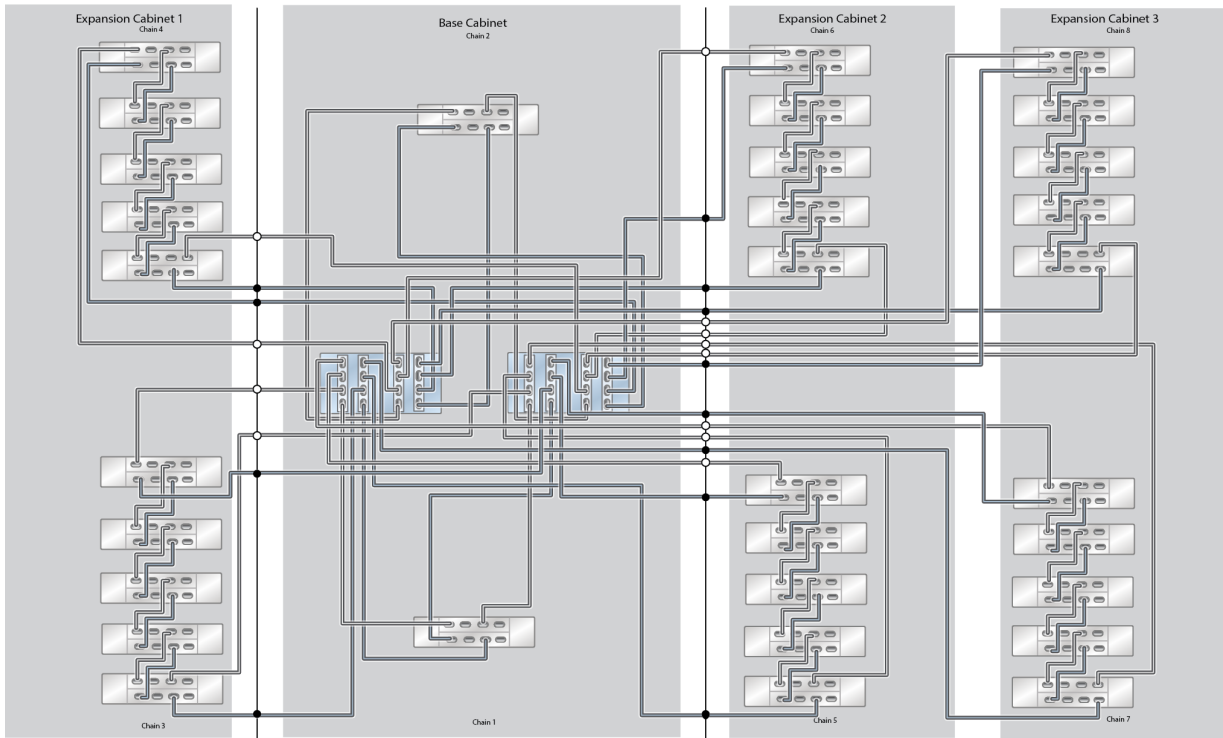 Expansion Cabinet 1
Chain 4
Base Cabinet
Chain 2
Expansion Cabinet 2
Chain 6
Expansion Cabinet 3
Chain 8
Chain 3
Chain 1
Chain 5
Chain 7